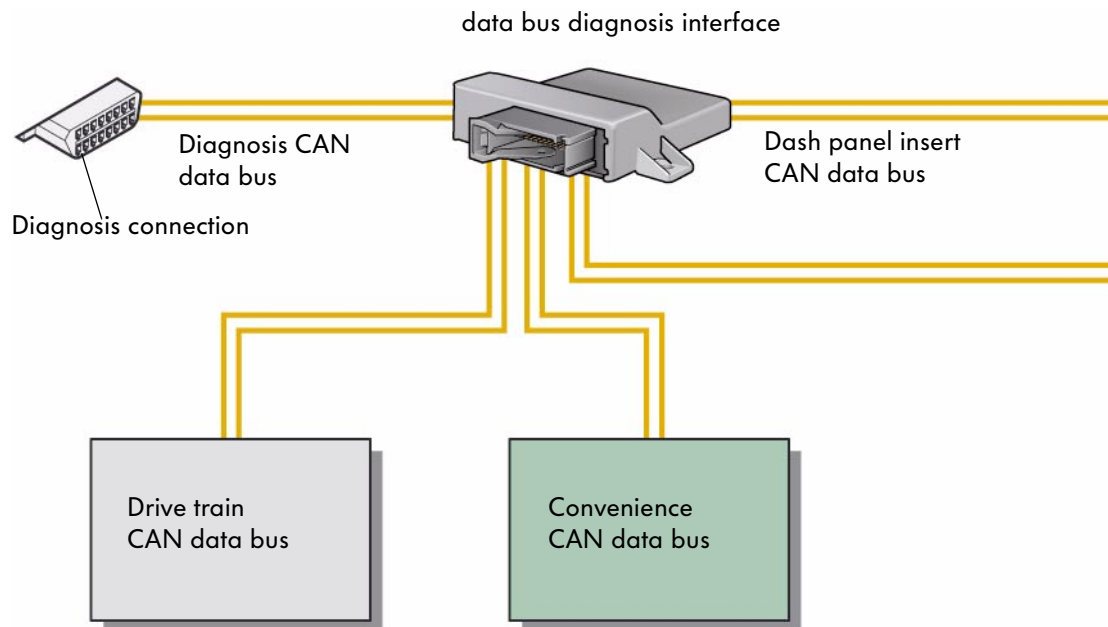 data bus diagnosis interface
Diagnosis CAN
data bus
Dash panel insert
CAN data bus
Diagnosis connection
Drive train
CAN data bus
Convenience
CAN data bus